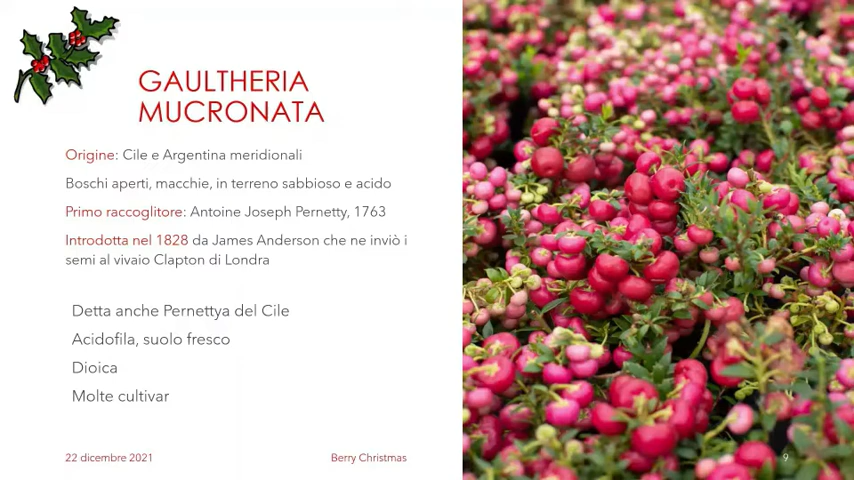 GAULTHERIA
MUCRONATA
Origine: Cile e Argentina meridionali
Boschi aperti, macchie, in terreno sabbioso e acido
Primo raccoglitore: Antoine Joseph Pernetty, 1763
Introdotta nel 1828 da James Anderson che ne inviò i
semi al vivaio Clapton di Londra
Detta anche Pernettya del Cile
Acidofila, suolo fresco
Dioica
Molte cultivar
22 dicembre 2021
Berry Christmas
9